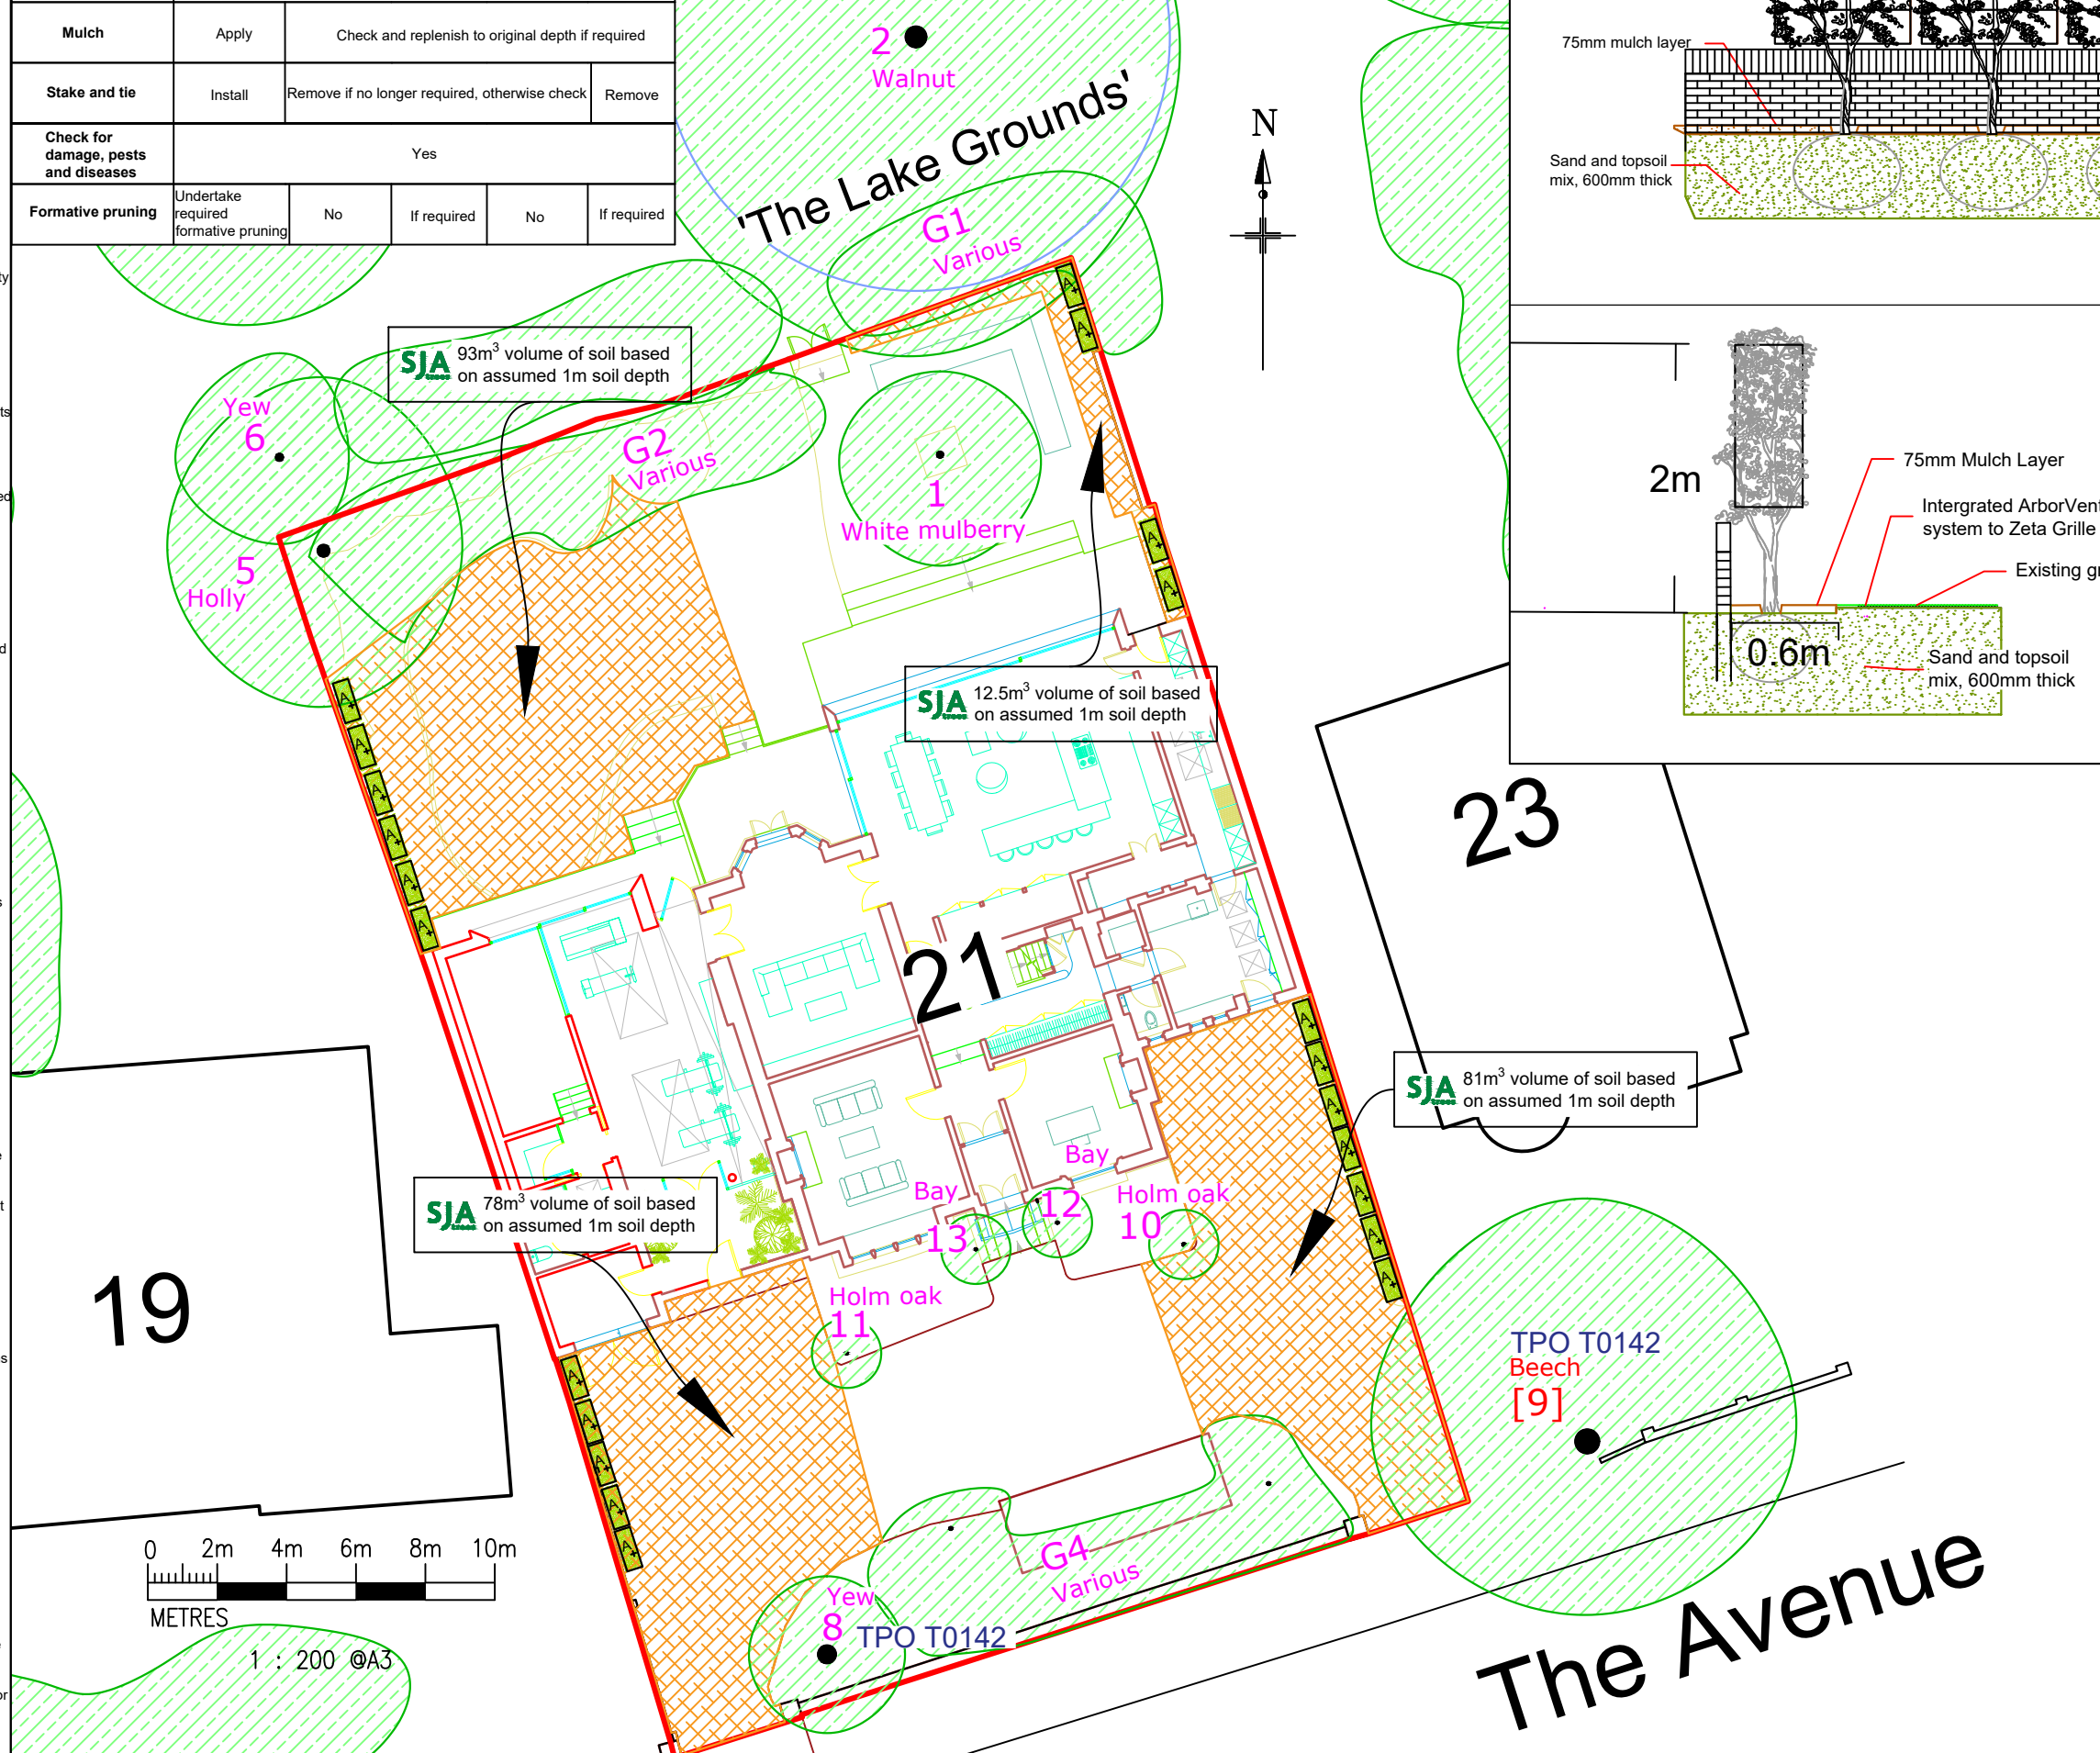 Mulch
Apply
Check and replenish to original depth if required
Stake and tie
Install
Remove if no longer required, otherwise check
Remove
Check for
damage, pests
and diseases
Yes
Formative pruning
Undertake
required
formative pruning
No
If required
No
If required
2
Walnut
'The Lake Grounds'
G1
Various
N
75mm mulch layer
Sand and topsoil
mix, 600mm thick
2m
75mm Mulch Layer
Intergrated ArborVent
system to Zeta Grille
Existing gr
0.6m
Sand and topsoil
mix, 600mm thick
SJA
trees
93m³ volume of soil based
on assumed 1m soil depth
Yew
6
G2
Various
1
White mulberry
5
Holly
SJA
trees
12.5m³ volume of soil based
on assumed 1m soil depth
23
21
SJA
trees
81m³ volume of soil based
on assumed 1m soil depth
Bay
12
Bay
13
Holm oak
10
SJA
trees
78m³ volume of soil based
on assumed 1m soil depth
19
Holm oak
11
TPO T0142
Beech
[9]
G4
Various
Yew
8
TPO T0142
The Avenue
0 2m 4m 6m 8m 10m
METRES
1 : 200 @A3